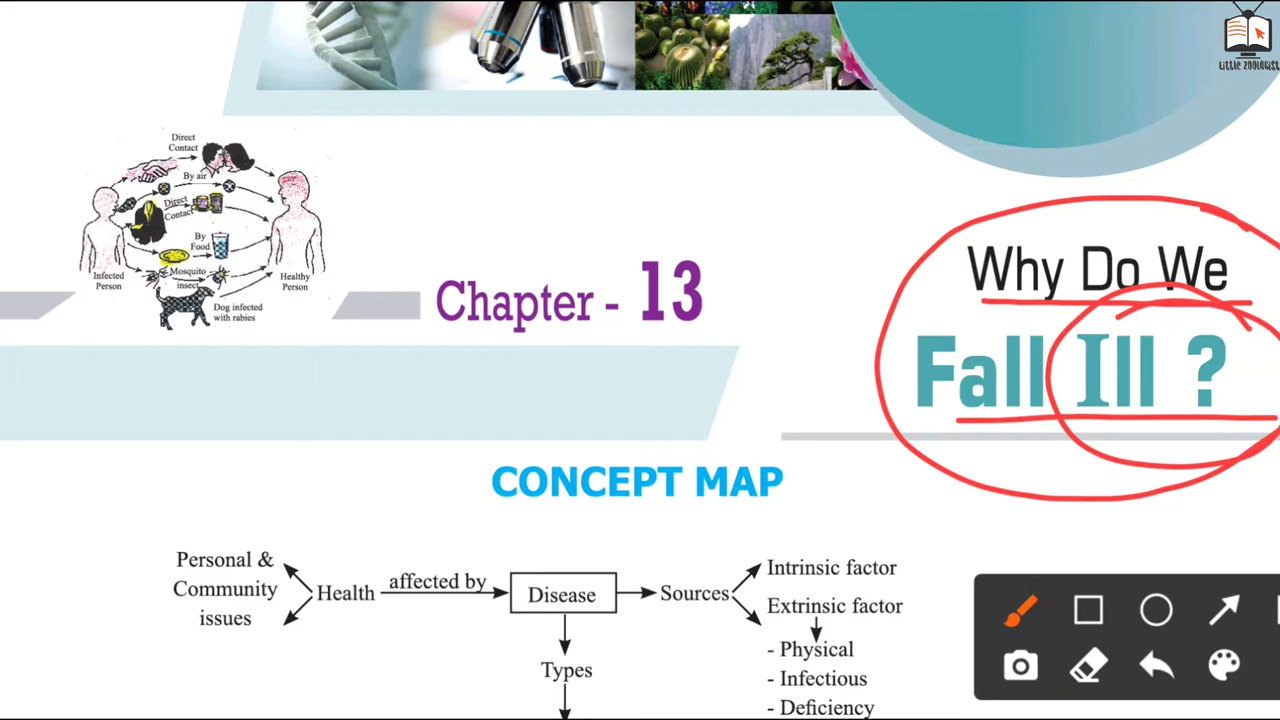 LITTLE ZOOLOGIST
Direct
Contact
By air
Direct
Contact
By
Food
Mosquito
insect
Infected
Person
Healthy
Person
Dog infected
with rabies
Chapter - 13
Why Do We
Fall Ill ?
CONCEPT MAP
Personal &
Community
issues
Health
affected by
Disease
Sources
Intrinsic factor
Extrinsic factor
- Physical
- Infectious
- Deficiency
Types